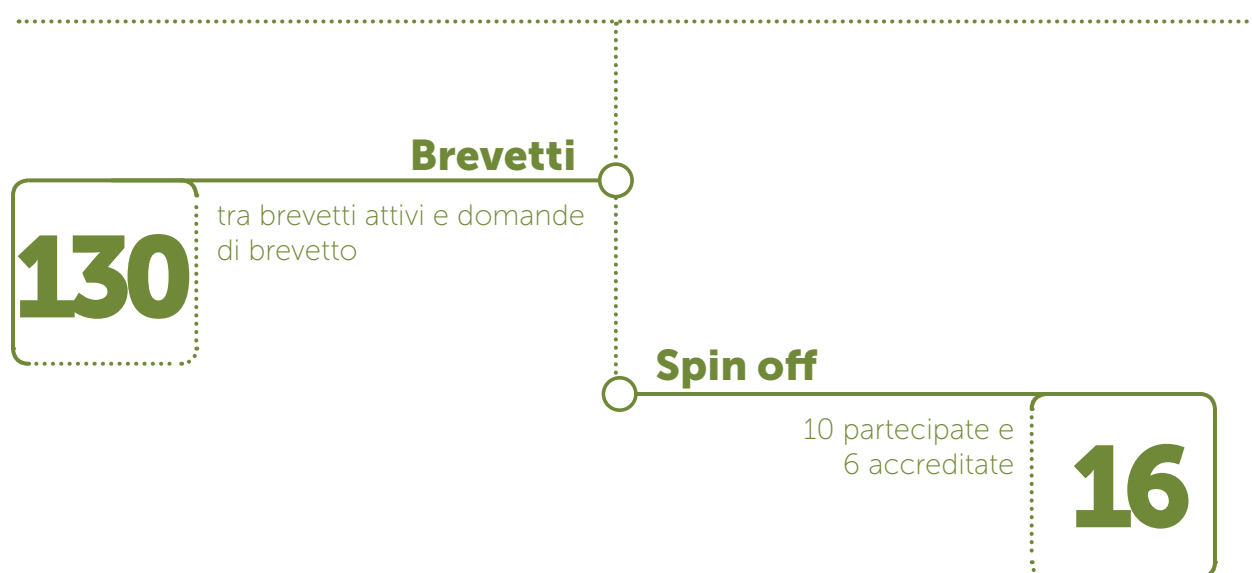 Brevetti
130
tra brevetti attivi e domande
di brevetto
Spin off
10 partecipate e
6 accreditate
16